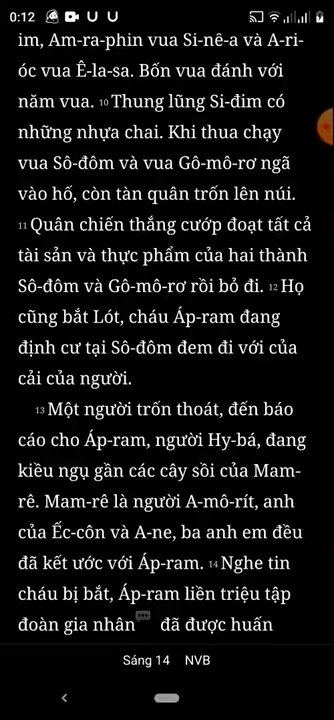 0:12
im, Am-ra-phin vua Si-nê-a và A-ri-
óc vua Ê-la-sa. Bốn vua đánh với
năm vua. 10 Thung lũng Si-đim có
những nhựa chai. Khi thua chạy
vua Sô-đôm và vua Gô-mô-rơ ngã
vào hố, còn tàn quân trốn lên núi.
11 Quân chiến thắng cướp đoạt tất cả
tài sản và thực phẩm của hai thành
Sô-đôm và Gô-mô-rơ rồi bỏ đi. 12 Họ
cũng bắt Lót, cháu Áp-ram đang
định cư tại Sô-đôm đem đi với của
cải của người.
13 Một người trốn thoát, đến báo
cáo cho Áp-ram, người Hy-bá, đang
kiều ngụ gần các cây sồi của Mam-
rê. Mam-rê là người A-mô-rít, anh
của Ếc-côn và A-ne, ba anh em đều
đã kết ước với Áp-ram. 14 Nghe tin
cháu bị bắt, Áp-ram liền triệu tập
đoàn gia nhân đã được huấn
Sáng 14 NVB